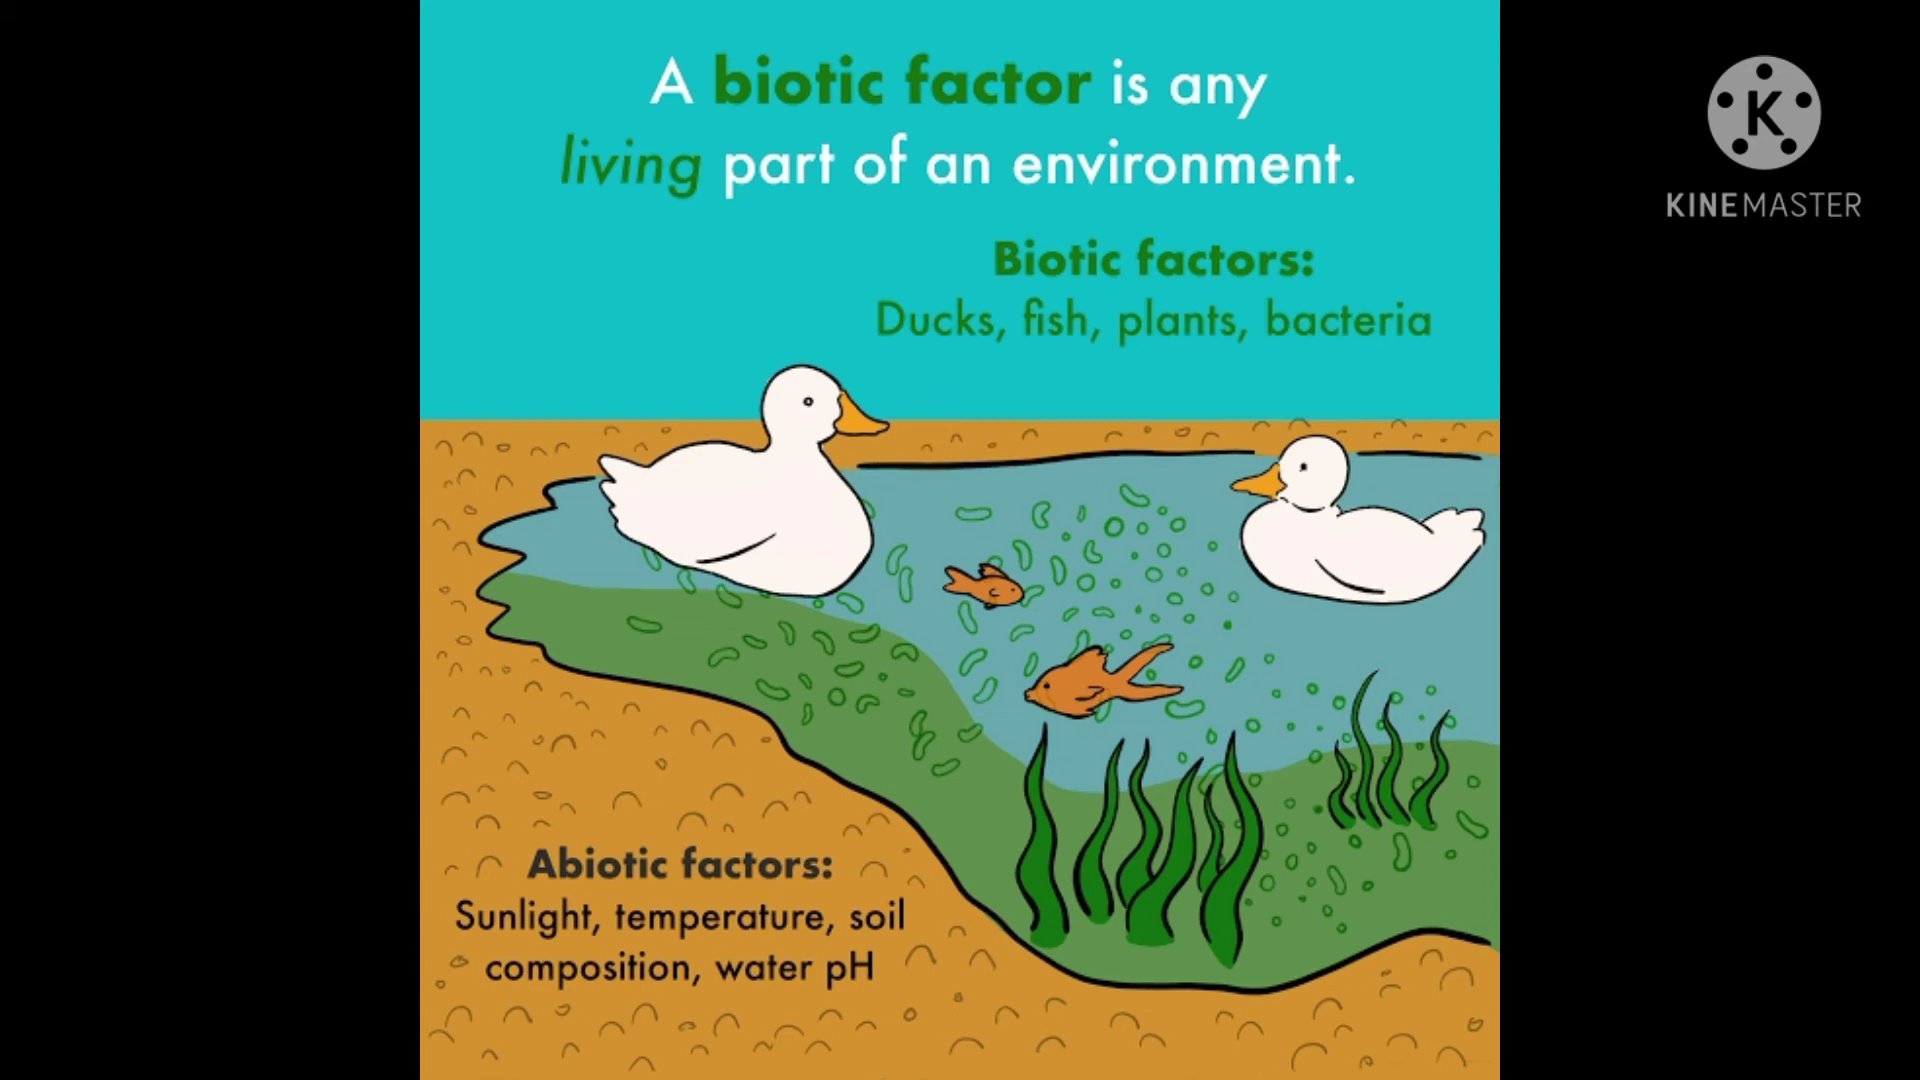 A biotic factor is any
living part of an environment.
Biotic factors:
Ducks, fish, plants, bacteria
Abiotic factors:
Sunlight, temperature, soil
composition, water pH
K
KINEMASTER